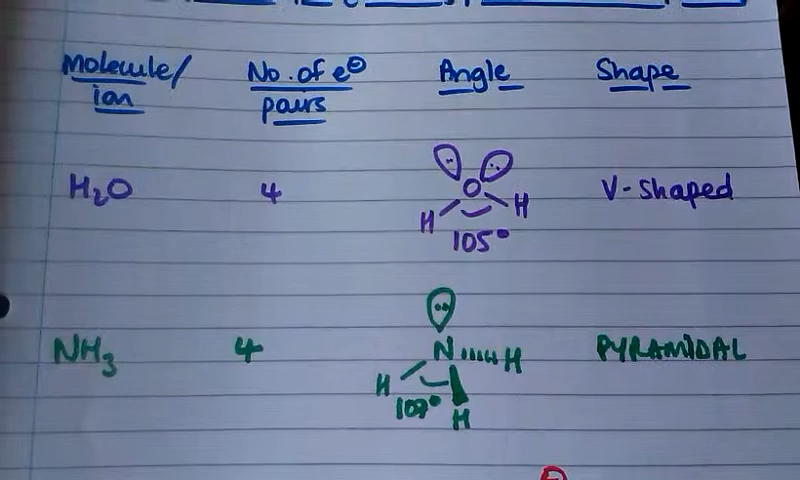 Molecule/ No. of e⊖ Angle Shape
ion pairs
H₂O 4 O V-Shaped
H H
105°
NH₃ 4 N H PYRAMIDAL
H
107° H